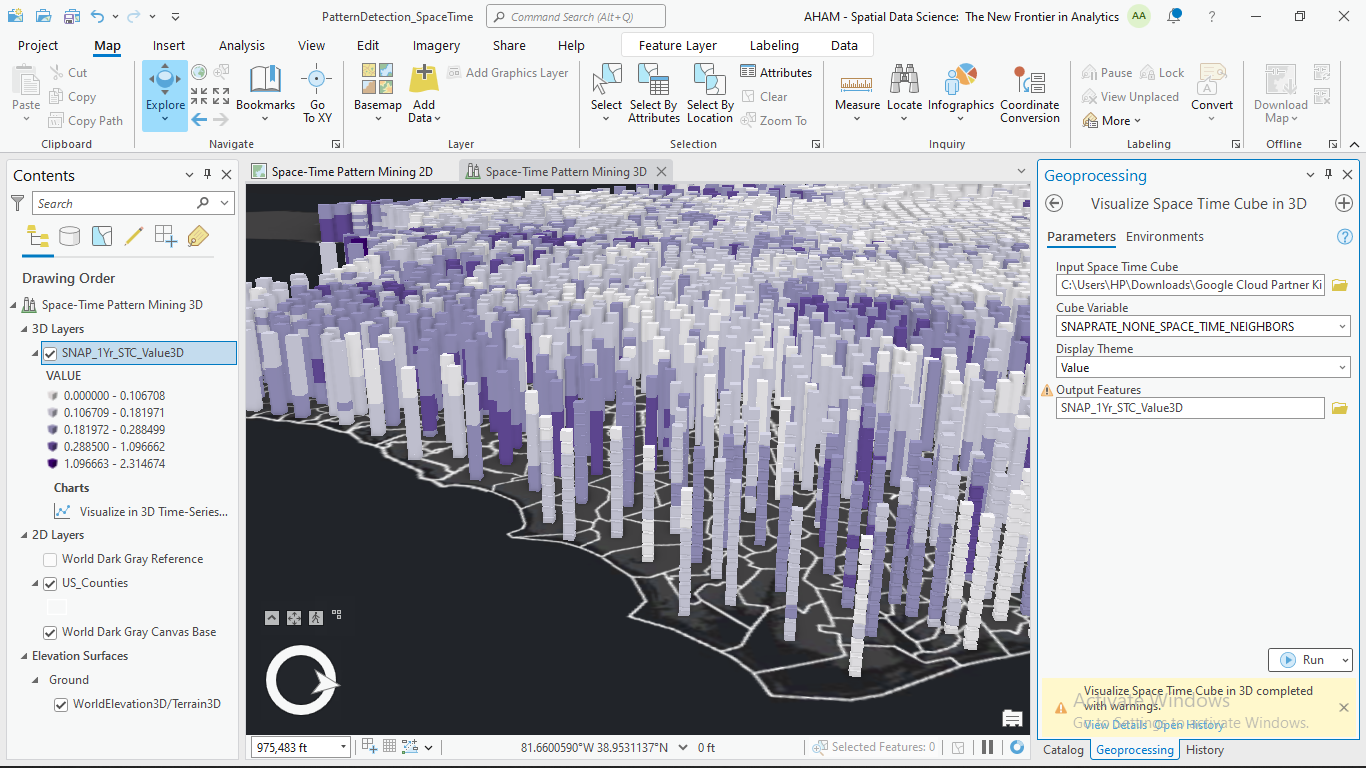 PatternDetection_SpaceTime
Command Search (Alt+Q)
AHAM - Spatial Data Science: The New Frontier in Analytics
AA
Project
Map
Insert
Analysis
View
Edit
Imagery
Share
Help
Feature Layer
Labeling
Data
Paste
Cut
Copy
Copy Path
Clipboard
Explore
Bookmarks
Go
To XY
Navigate
Basemap
Add
Data
Add Graphics Layer
Layer
Select
Select By
Attributes
Select By
Location
Attributes
Clear
Zoom To
Selection
Measure
Locate
Infographics
Coordinate
Conversion
Inquiry
Pause
Lock
View Unplaced
More
Convert
Labeling
Download
Map
Offline
Contents
Search
Drawing Order
Space-Time Pattern Mining 3D
3D Layers
SNAP_1Yr_STC_Value3D
VALUE
0.000000 - 0.106708
0.106709 - 0.181971
0.181972 - 0.288499
0.288500 - 1.096662
1.096663 - 2.314674
Charts
Visualize in 3D Time-Series...
2D Layers
World Dark Gray Reference
US_Counties
World Dark Gray Canvas Base
Elevation Surfaces
Ground
WorldElevation3D/Terrain3D
Space-Time Pattern Mining 2D
Space-Time Pattern Mining 3D
975,483 ft
81.6600590°W 38.9531137°N
0 ft
Selected Features: 0
Geoprocessing
Visualize Space Time Cube in 3D
Parameters
Environments
Input Space Time Cube
C:\Users\HP\Downloads\Google Cloud Partner Ki
Cube Variable
SNAPRATE_NONE_SPACE_TIME_NEIGHBORS
Display Theme
Value
Output Features
SNAP_1Yr_STC_Value3D
Run
Visualize Space Time Cube in 3D completed
with warnings.
View Details Open History
Activate Windows
Go to Settings to activate Windows.
Catalog
Geoprocessing
History